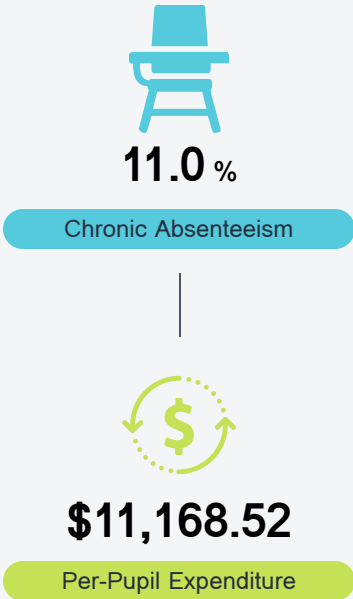 11.0 %
Chronic Absenteeism
$
$11,168.52
Per-Pupil Expenditure